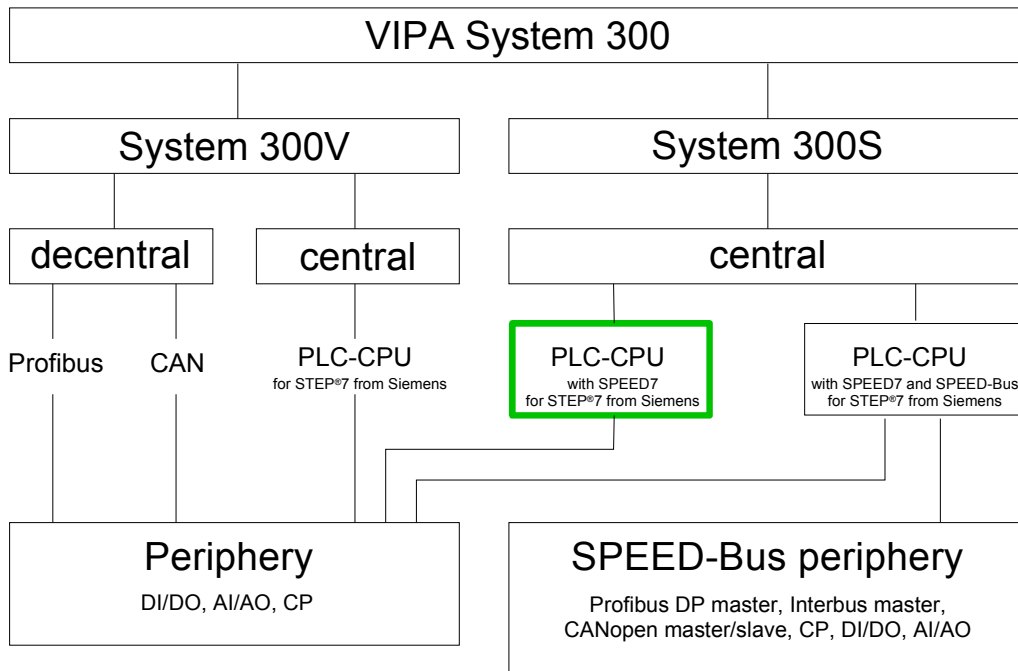 VIPA System 300
System 300V
System 300S
decentral
central
central
Profibus
CAN
PLC-CPU
for STEP®7 from Siemens
PLC-CPU
with SPEED7
for STEP®7 from Siemens
PLC-CPU
with SPEED7 and SPEED-Bus
for STEP®7 from Siemens
Periphery
DI/DO, AI/AO, CP
SPEED-Bus periphery
Profibus DP master, Interbus master,
CANopen master/slave, CP, DI/DO, AI/AO